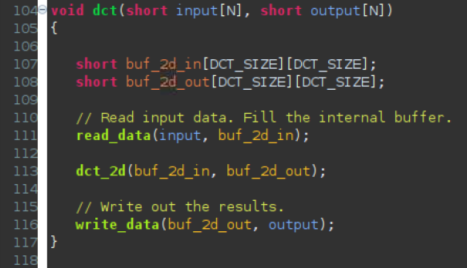 104 void dct(short input[N], short output[N])
105 {
106
107 short buf_2d_in[DCT_SIZE][DCT_SIZE];
108 short buf_2d_out[DCT_SIZE][DCT_SIZE];
109
110 // Read input data. Fill the internal buffer.
111 read_data(input, buf_2d_in);
112
113 dct_2d(buf_2d_in, buf_2d_out);
114
115 // Write out the results.
116 write_data(buf_2d_out, output);
117 }
118